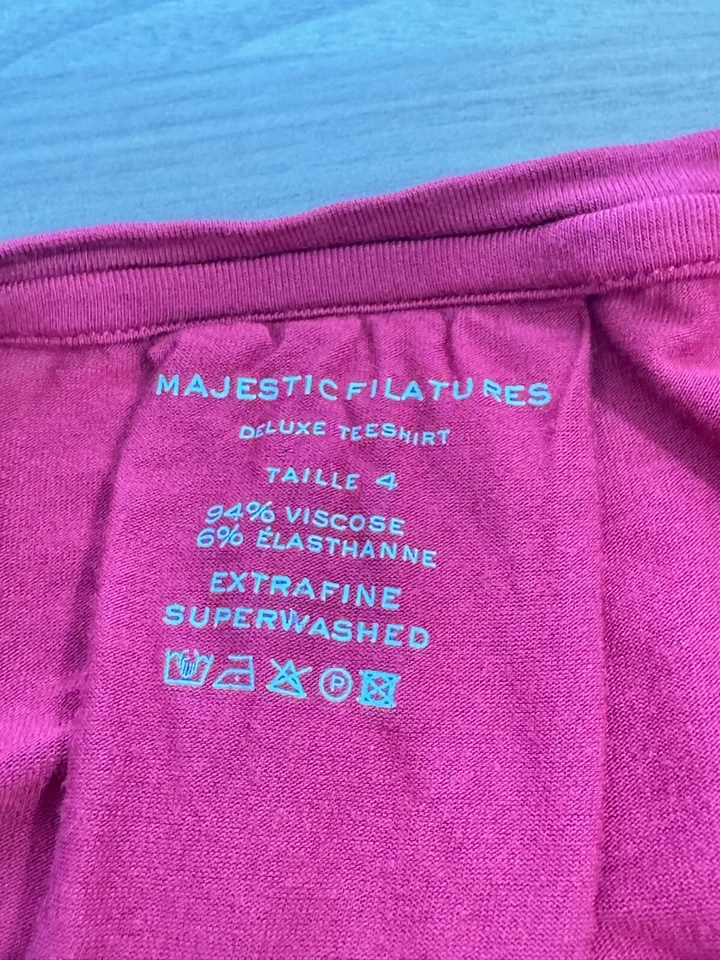 MAJESTIC FILATURES
DELUXE TEESHIRT
TAILLE 4
94% VISCOSE
6% ÉLASTHANNE
EXTRAFINE
SUPERWASHED
P